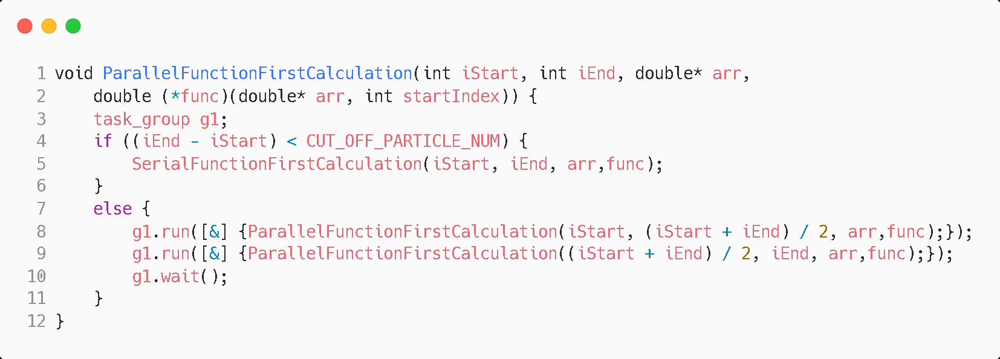 1 void ParallelFunctionFirstCalculation(int iStart, int iEnd, double* arr,
2     double (*func)(double* arr, int startIndex)) {
3     task_group g1;
4     if ((iEnd - iStart) < CUT_OFF_PARTICLE_NUM) {
5         SerialFunctionFirstCalculation(iStart, iEnd, arr,func);
6     }
7     else {
8         g1.run([&] {ParallelFunctionFirstCalculation(iStart, (iStart + iEnd) / 2, arr,func);});
9         g1.run([&] {ParallelFunctionFirstCalculation((iStart + iEnd) / 2, iEnd, arr,func);});
10         g1.wait();
11     }
12 }